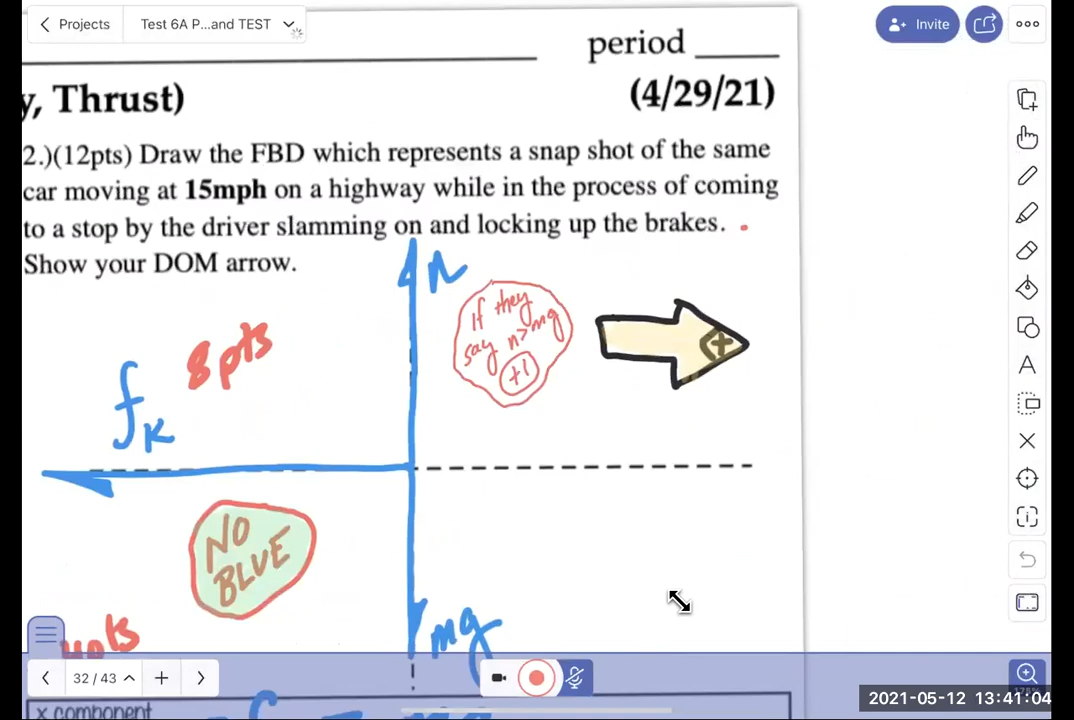 Projects
Test 6A P...and TEST
Invite
period
y, Thrust)
(4/29/21)
2.)(12pts) Draw the FBD which represents a snap shot of the same
car moving at 15mph on a highway while in the process of coming
to a stop by the driver slamming on and locking up the brakes.
Show your DOM arrow.
n
If they
say n>mg
+1
+
8pts
fk
NO
BLUE
mg
32 / 43
2021-05-12 13:41:04
x component